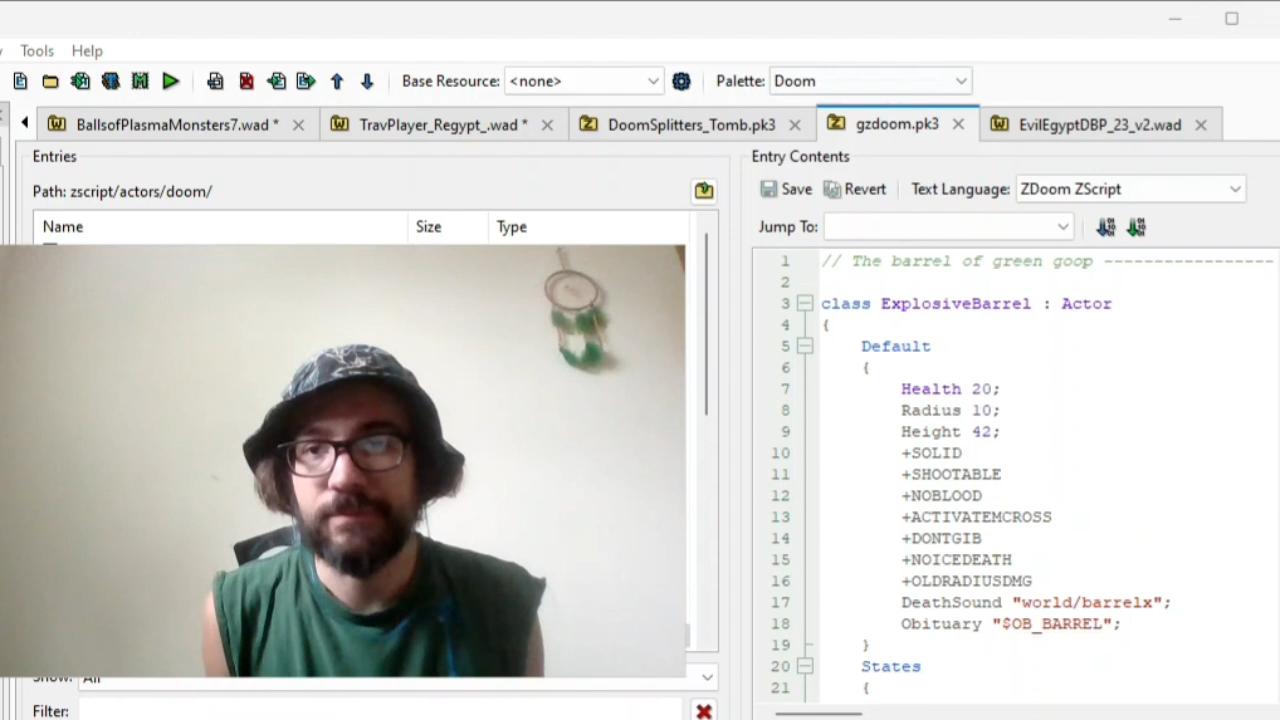 Tools Help
Base Resource: <none> Palette: Doom
BallsofPlasmaMonsters7.wad * TravPlayer_Regypt_.wad * DoomSplitters_Tomb.pk3 gzdoom.pk3 EvilEgyptDBP_23_v2.wad
Entries
Path: zscript/actors/doom/
Name Size Type
Show: All
Filter:
Entry Contents
Save Revert Text Language: ZDoom ZScript
Jump To:
1 // The barrel of green goop -----------------
2
3 class ExplosiveBarrel : Actor
4 {
5 Default
6 {
7 Health 20;
8 Radius 10;
9 Height 42;
10 +SOLID
11 +SHOOTABLE
12 +NOBLOOD
13 +ACTIVATEMCROSS
14 +DONTGIB
15 +NOICEDEATH
16 +OLDRADIUSDMG
17 DeathSound "world/barrelx";
18 Obituary "$OB_BARREL";
19 }
20 States
21 {